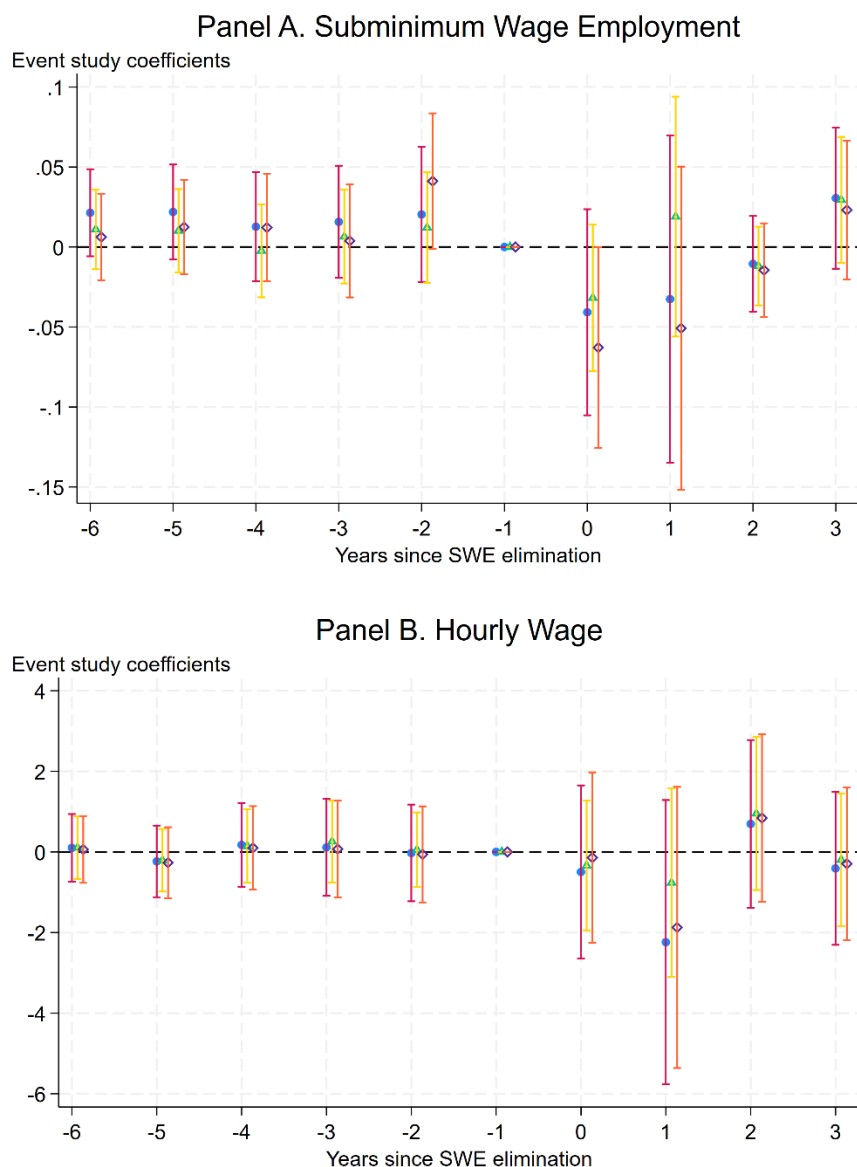 Panel A. Subminimum Wage Employment
Event study coefficients
.1
.05
0
-.05
-.1
-.15
-6 -5 -4 -3 -2 -1 0 1 2 3
Years since SWE elimination
Panel B. Hourly Wage
Event study coefficients
4
2
0
-2
-4
-6
-6 -5 -4 -3 -2 -1 0 1 2 3
Years since SWE elimination